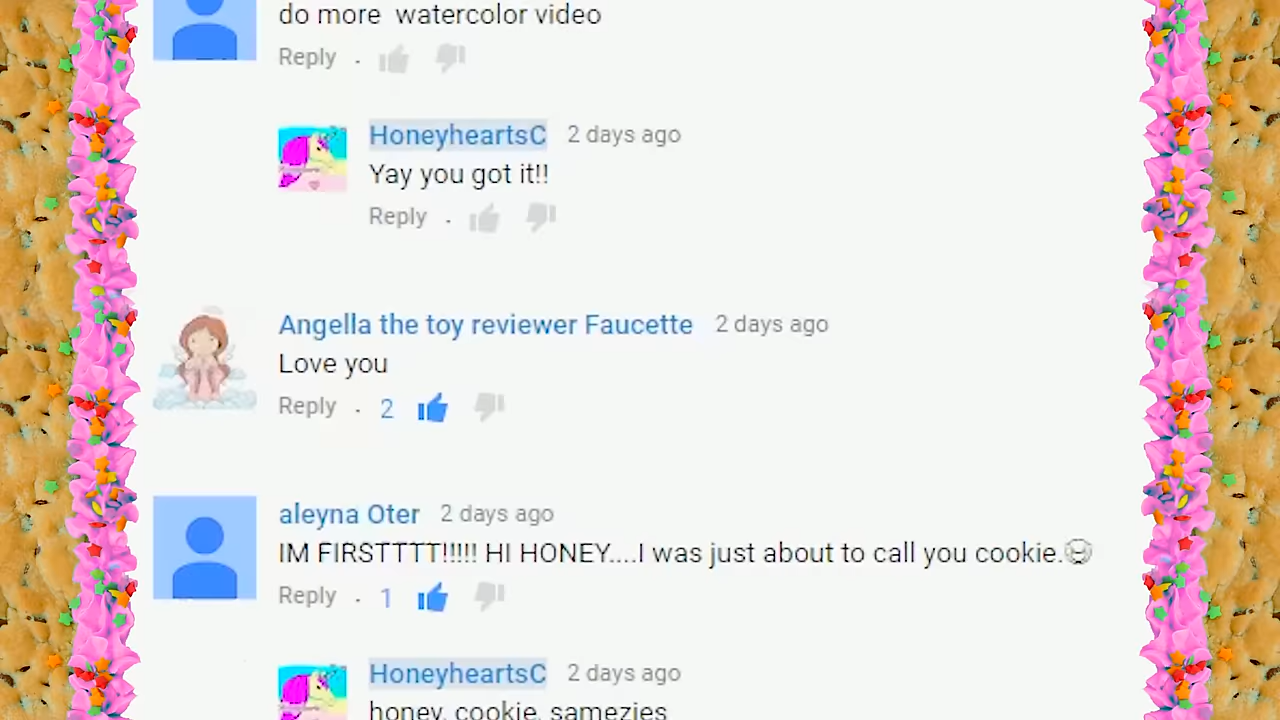 do more  watercolor video
Reply .
HoneyheartsC 2 days ago
Yay you got it!!
Reply .
Angella the toy reviewer Faucette 2 days ago
Love you
Reply . 2
aleyna Oter 2 days ago
IM FIRSTTTT!!!!! HI HONEY....I was just about to call you cookie.
Reply . 1
HoneyheartsC 2 days ago
honey, cookie, samezies